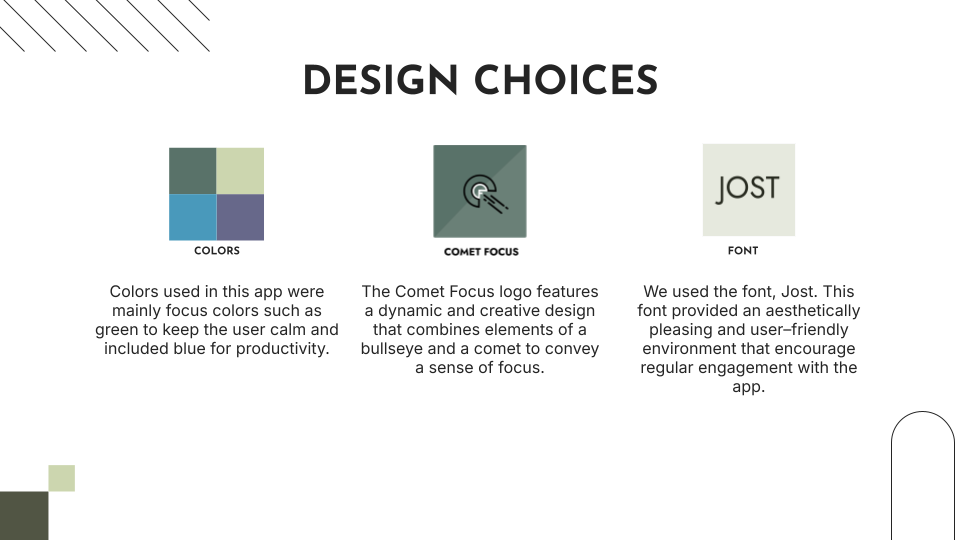 DESIGN CHOICES
COLORS
Colors used in this app were
mainly focus colors such as
green to keep the user calm and
included blue for productivity.
COMET FOCUS
The Comet Focus logo features
a dynamic and creative design
that combines elements of a
bullseye and a comet to convey
a sense of focus.
JOST
FONT
We used the font, Jost. This
font provided an aesthetically
pleasing and user–friendly
environment that encourage
regular engagement with the
app.